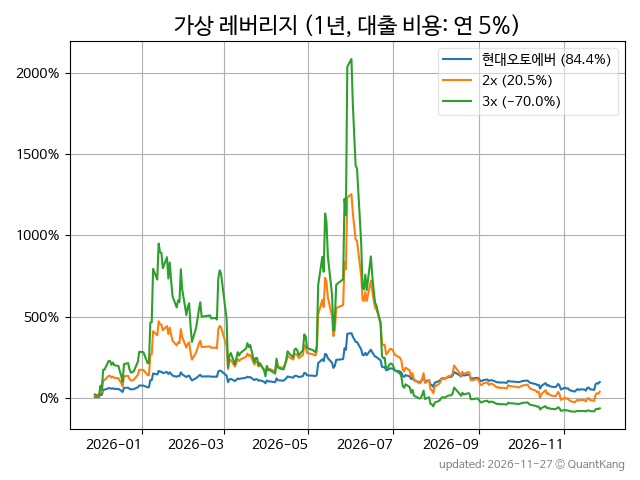 가상 레버리지 (1년, 대출 비용: 연 5%)
현대오토에버 (84.4%)
2x (20.5%)
3x (-70.0%)
2000%
1500%
1000%
500%
0%
2026-01 2026-03 2026-05 2026-07 2026-09 2026-11
updated: 2026-11-27 © QuantKang